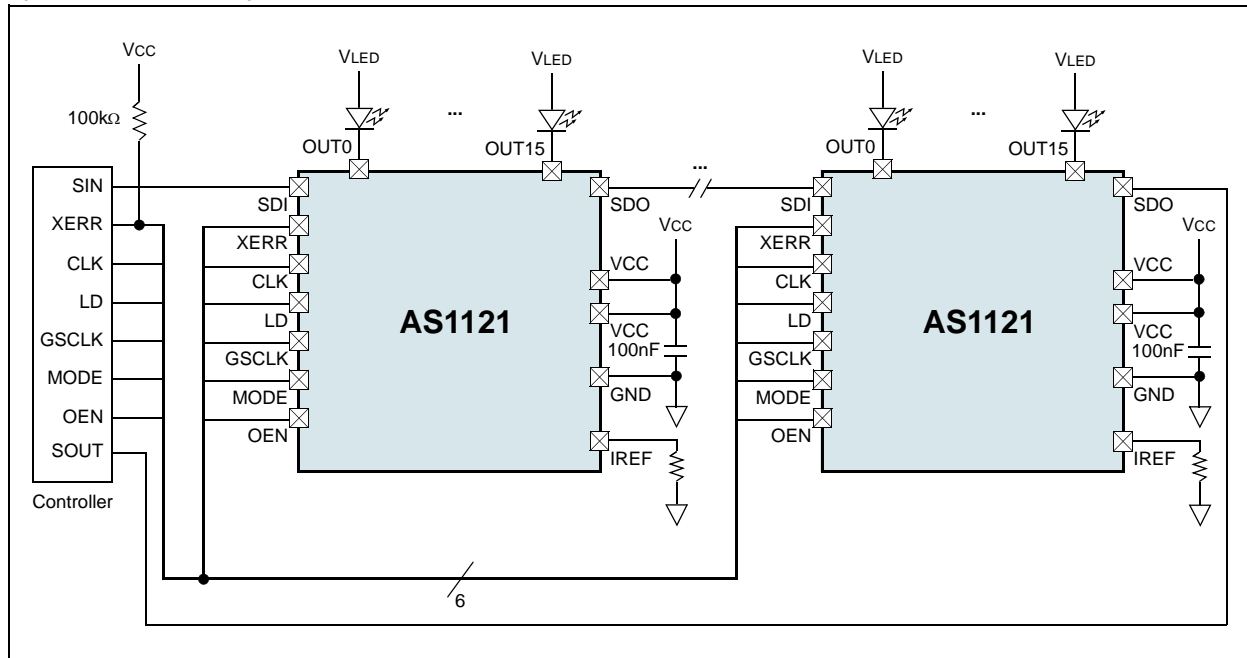 VCC
100kΩ
SIN
XERR
CLK
LD
GSCLK
MODE
OEN
SOUT
Controller
VLED
...
VLED
OUT0
OUT15
SDI
XERR
CLK
LD
GSCLK
MODE
OEN
AS1121
SDO
VCC
VCC
VCC
100nF
GND
IREF
...
6
VLED
...
VLED
OUT0
OUT15
SDI
XERR
CLK
LD
GSCLK
MODE
OEN
AS1121
SDO
VCC
VCC
VCC
100nF
GND
IREF